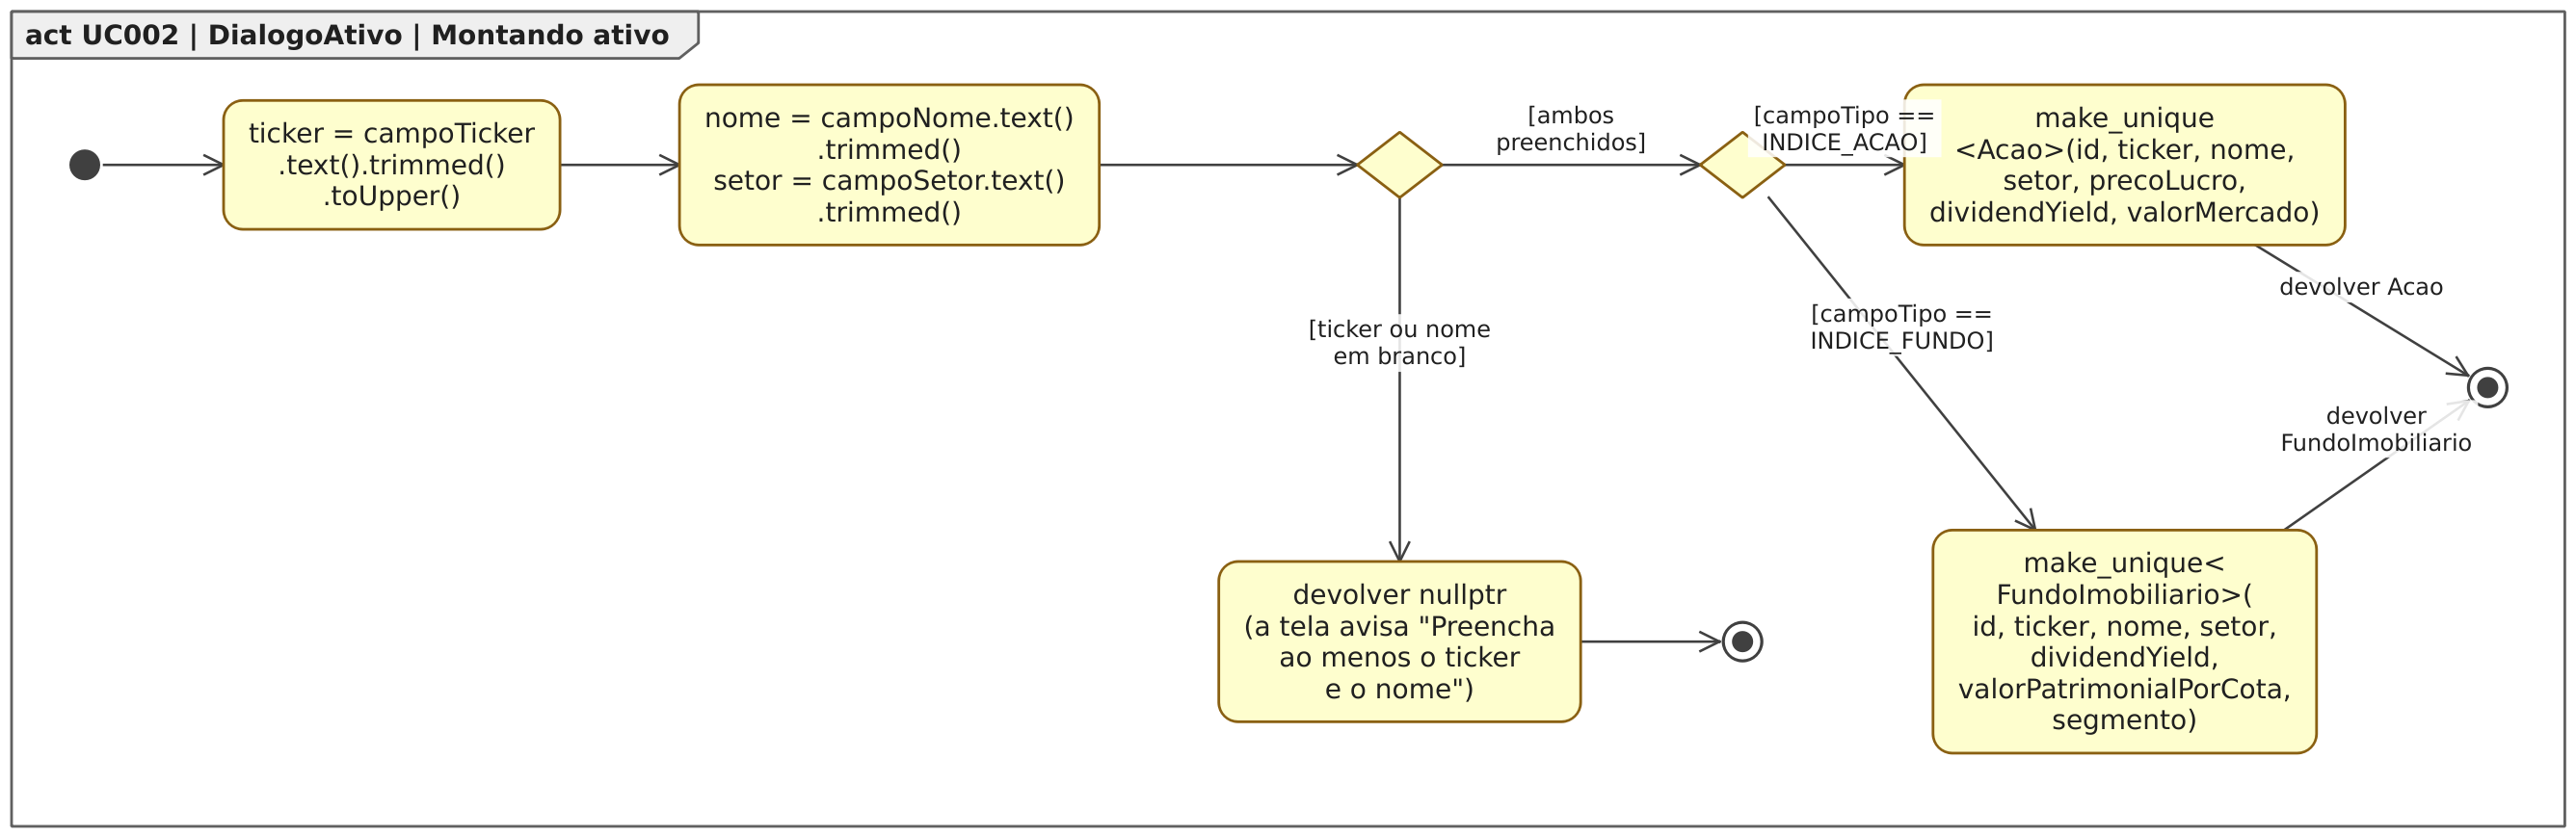 act UC002 | DialogoAtivo | Montando ativo
ticker = campoTicker
.text().trimmed()
.toUpper()
nome = campoNome.text()
.trimmed()
setor = campoSetor.text()
.trimmed()
[ambos
preenchidos]
[campoTipo ==
INDICE_ACAO]
make_unique
<Acao>(id, ticker, nome,
setor, precoLucro,
dividendYield, valorMercado)
[ticker ou nome
em branco]
[campoTipo ==
INDICE_FUNDO]
devolver Acao
devolver
FundoImobiliario
devolver nullptr
(a tela avisa "Preencha
ao menos o ticker
e o nome")
make_unique<
FundoImobiliario>(
id, ticker, nome, setor,
dividendYield,
valorPatrimonialPorCota,
segmento)